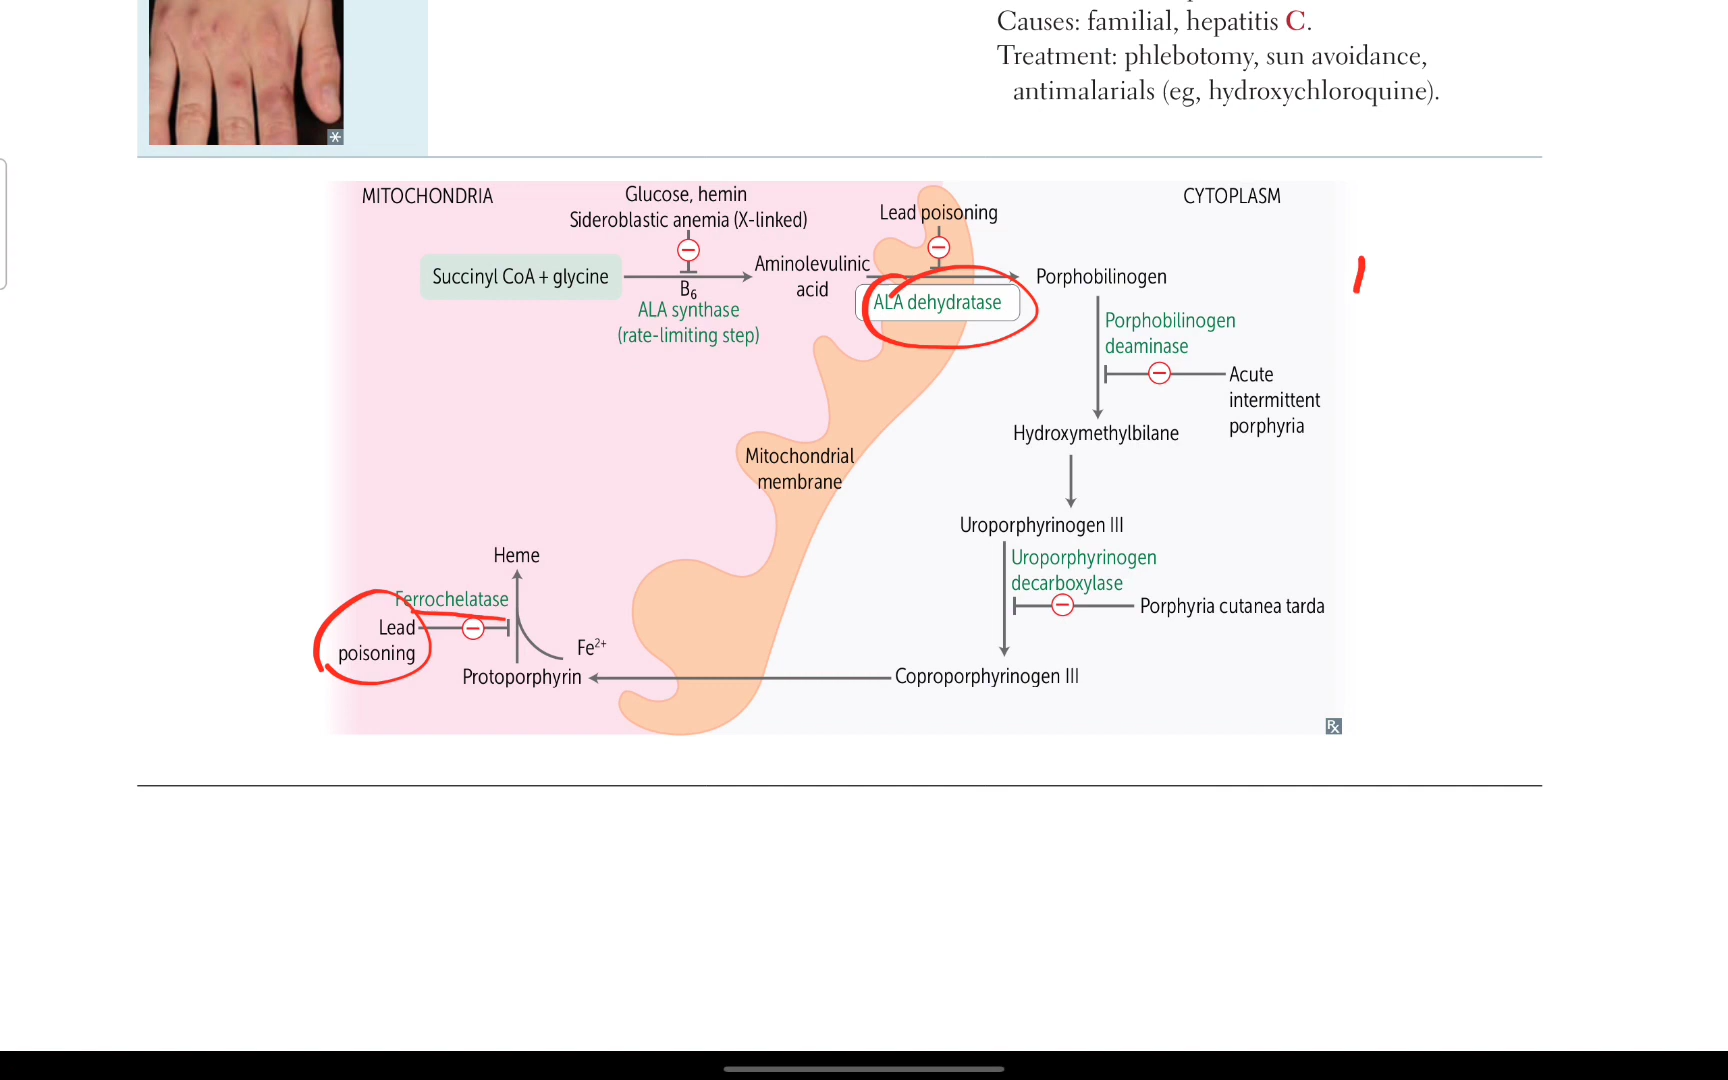 Causes: familial, hepatitis C.
Treatment: phlebotomy, sun avoidance,
antimalarials (eg, hydroxychloroquine).
MITOCHONDRIA
CYTOPLASM
Glucose, hemin
Sideroblastic anemia (X-linked)
Lead poisoning
Succinyl CoA + glycine
B6
ALA synthase
(rate-limiting step)
Aminolevulinic
acid
ALA dehydratase
Porphobilinogen
Porphobilinogen
deaminase
Acute
intermittent
porphyria
Hydroxymethylbilane
Mitochondrial
membrane
Uroporphyrinogen III
Uroporphyrinogen
decarboxylase
Porphyria cutanea tarda
Coproporphyrinogen III
Heme
Ferrochelatase
Lead
poisoning
Fe2+
Protoporphyrin
Rx